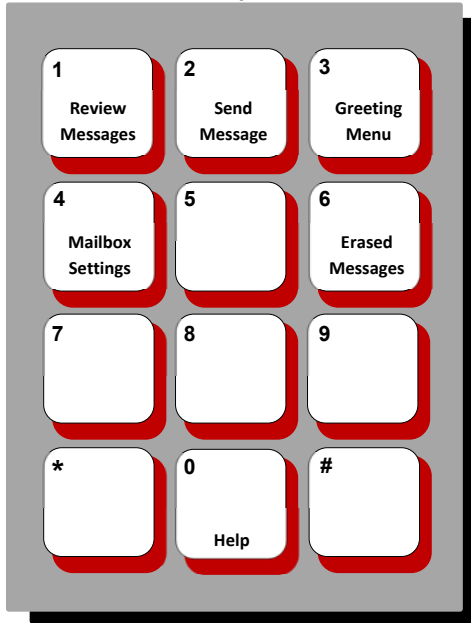 1 2 3
Review Send Greeting
Messages Message Menu
4 5 6
Mailbox Erased
Settings Messages
7 8 9
* 0 #
Help